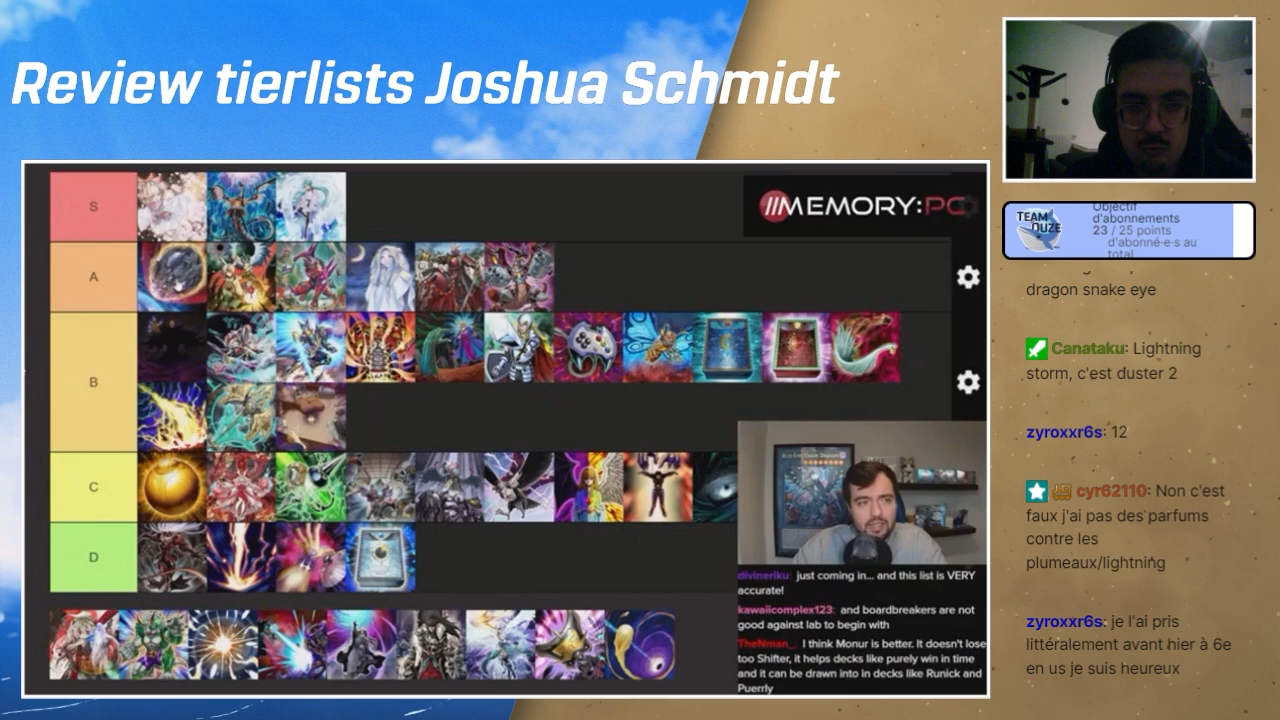 Review tierlists Joshua Schmidt
S
A
B
C
D
//MEMORY:PC
divineriku: just coming in... and this list is VERY
accurate!
kawaiicomplex123: and boardbreakers are not
good against lab to begin with
TheNman_: I think Monur is better. It doesn't lose
too Shifter, it helps decks like purely win in time
and it can be drawn into in decks like Runick and
Puerrly
TEAM
OUZE
Objectif
d'abonnements
23 / 25 points
d'abonné·e·s au
total
dragon snake eye
Canataku: Lightning
storm, c'est duster 2
zyroxxr6s: 12
cyr62110: Non c'est
faux j'ai pas des parfums
contre les
plumeaux/lightning
zyroxxr6s: je l'ai pris
littéralement avant hier à 6e
en us je suis heureux